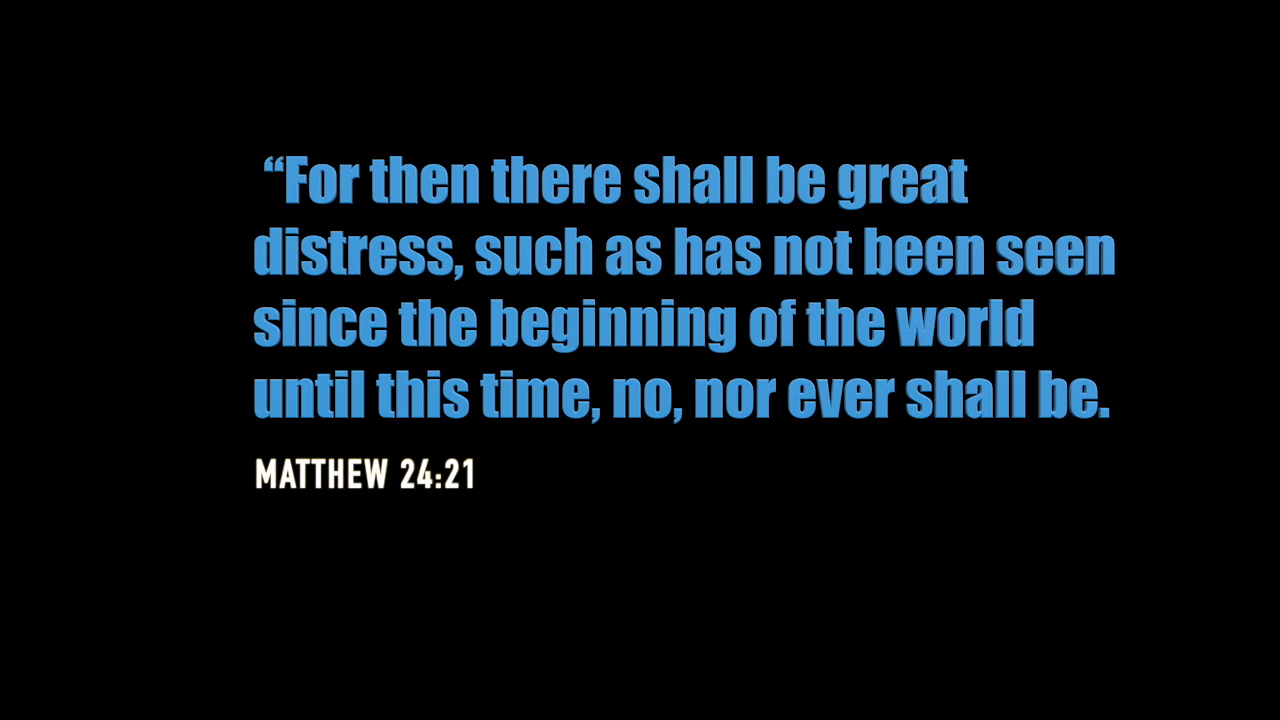 “For then there shall be great
distress, such as has not been seen
since the beginning of the world
until this time, no, nor ever shall be.
MATTHEW 24:21